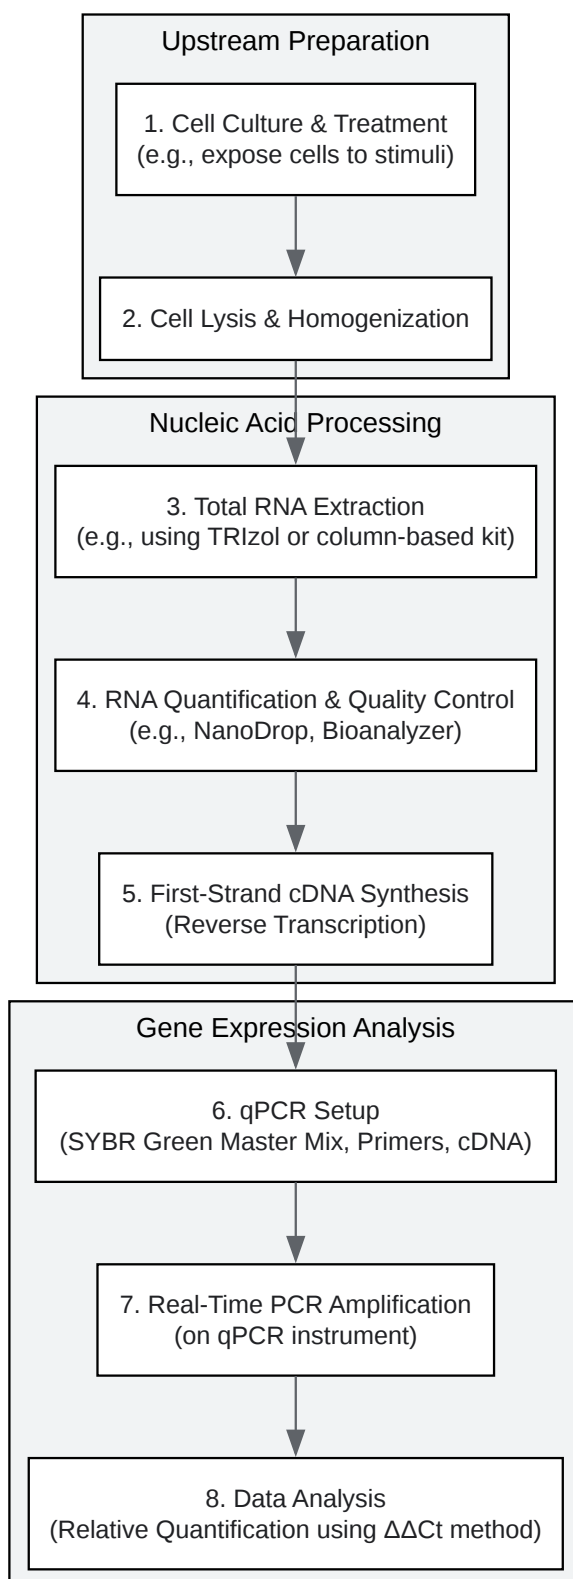 Upstream Preparation
1. Cell Culture & Treatment
(e.g., expose cells to stimuli)
2. Cell Lysis & Homogenization
Nucleic Acid Processing
3. Total RNA Extraction
(e.g., using TRIzol or column-based kit)
4. RNA Quantification & Quality Control
(e.g., NanoDrop, Bioanalyzer)
5. First-Strand cDNA Synthesis
(Reverse Transcription)
Gene Expression Analysis
6. qPCR Setup
(SYBR Green Master Mix, Primers, cDNA)
7. Real-Time PCR Amplification
(on qPCR instrument)
8. Data Analysis
(Relative Quantification using ΔΔCt method)